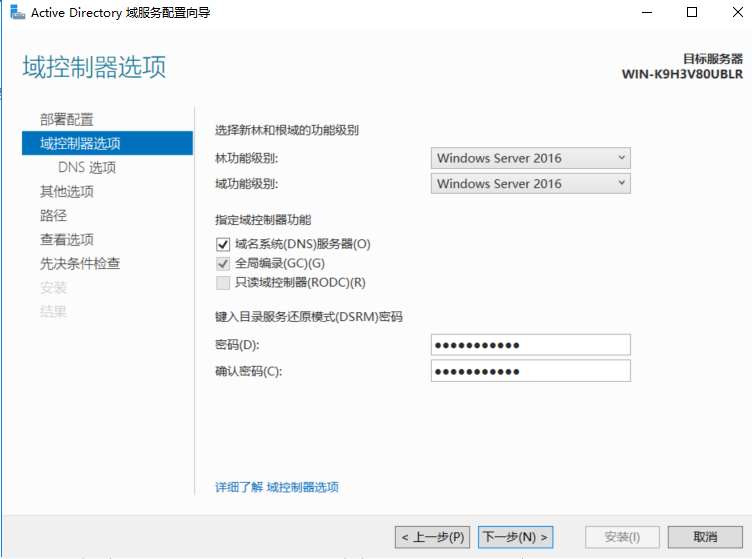 Active Directory 域服务配置向导
域控制器选项
目标服务器
WIN-K9H3V80UBLR
部署配置
域控制器选项
DNS 选项
其他选项
路径
查看选项
先决条件检查
安装
结果
选择新林和根域的功能级别
林功能级别: Windows Server 2016
域功能级别: Windows Server 2016
指定域控制器功能
域名系统(DNS)服务器(O)
全局编录(GC)(G)
只读域控制器(RODC)(R)
键入目录服务还原模式(DSRM)密码
密码(D): ●●●●●●●●●●●
确认密码(C): ●●●●●●●●●●●
详细了解 域控制器选项
< 上一步(P) 下一步(N) > 安装(I) 取消